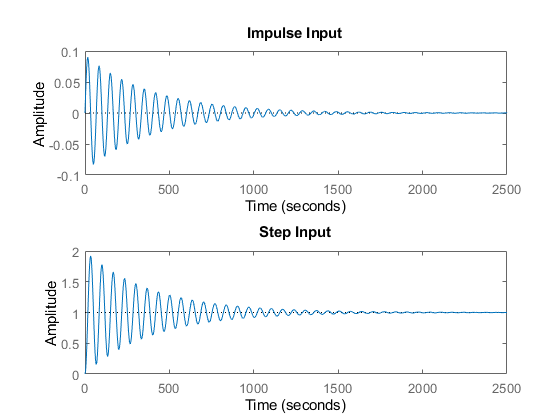 Impulse Input
0.1
0.05
0
-0.05
-0.1
Amplitude
0 500 1000 1500 2000 2500
Time (seconds)
Step Input
2
1.5
1
0.5
0
Amplitude
0 500 1000 1500 2000 2500
Time (seconds)